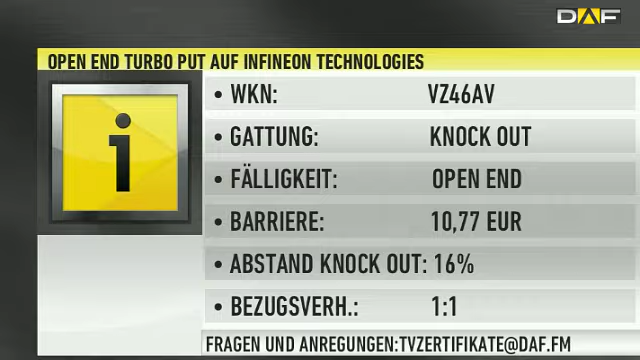 DAF
OPEN END TURBO PUT AUF INFINEON TECHNOLOGIES
i
• WKN: VZ46AV
• GATTUNG: KNOCK OUT
• FÄLLIGKEIT: OPEN END
• BARRIERE: 10,77 EUR
• ABSTAND KNOCK OUT: 16%
• BEZUGSVERH.: 1:1
FRAGEN UND ANREGUNGEN:TVZERTIFIKATE@DAF.FM